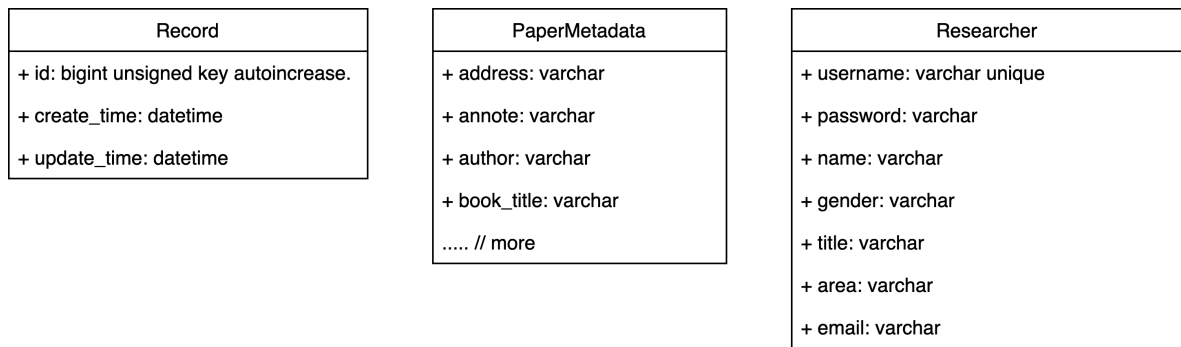 Record
+ id: bigint unsigned key autoincrease.
+ create_time: datetime
+ update_time: datetime
PaperMetadata
+ address: varchar
+ annote: varchar
+ author: varchar
+ book_title: varchar
..... // more
Researcher
+ username: varchar unique
+ password: varchar
+ name: varchar
+ gender: varchar
+ title: varchar
+ area: varchar
+ email: varchar